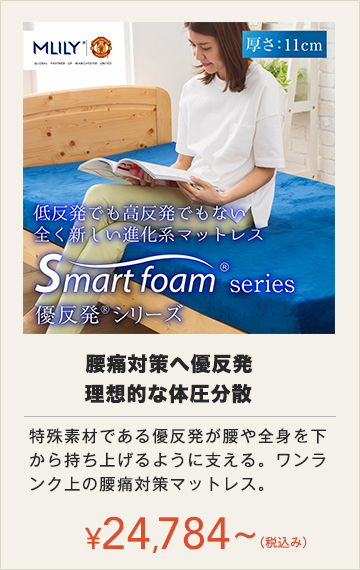 MLILY®
GLOBAL PARTNER OF MANCHESTER UNITED
厚さ:11cm
低反発でも高反発でもない
全く新しい進化系マットレス
Smart foam® series
優反発®シリーズ
腰痛対策へ優反発
理想的な体圧分散
特殊素材である優反発が腰や全身を下
から持ち上げるように支える。ワンラ
ンク上の腰痛対策マットレス。
¥24,784~(税込み)